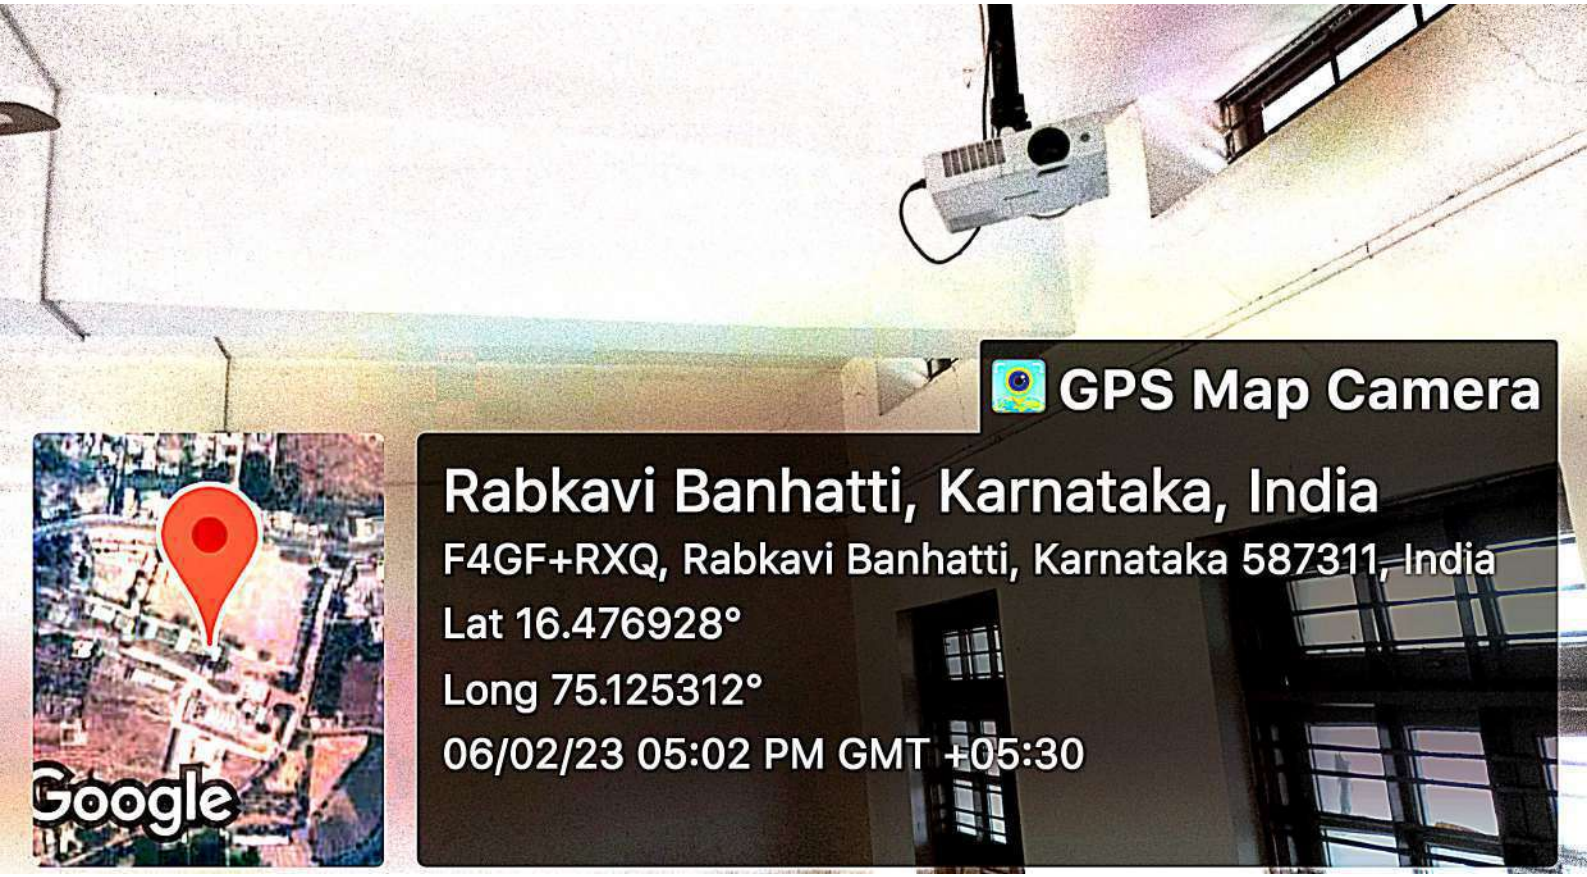 GPS Map Camera
Rabkavi Banhatti, Karnataka, India
F4GF+RXQ, Rabkavi Banhatti, Karnataka 587311, India
Lat 16.476928°
Long 75.125312°
06/02/23 05:02 PM GMT +05:30
Google